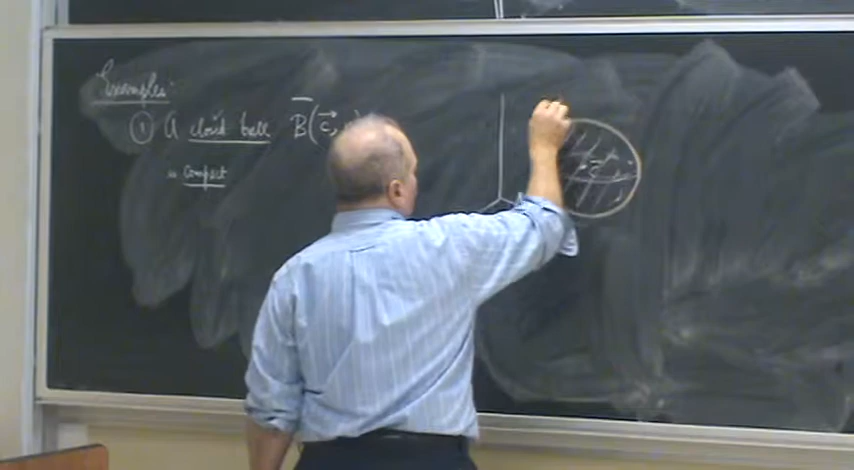 Examples:
① A closed ball B̅(c⃗,
is compact
c⃗